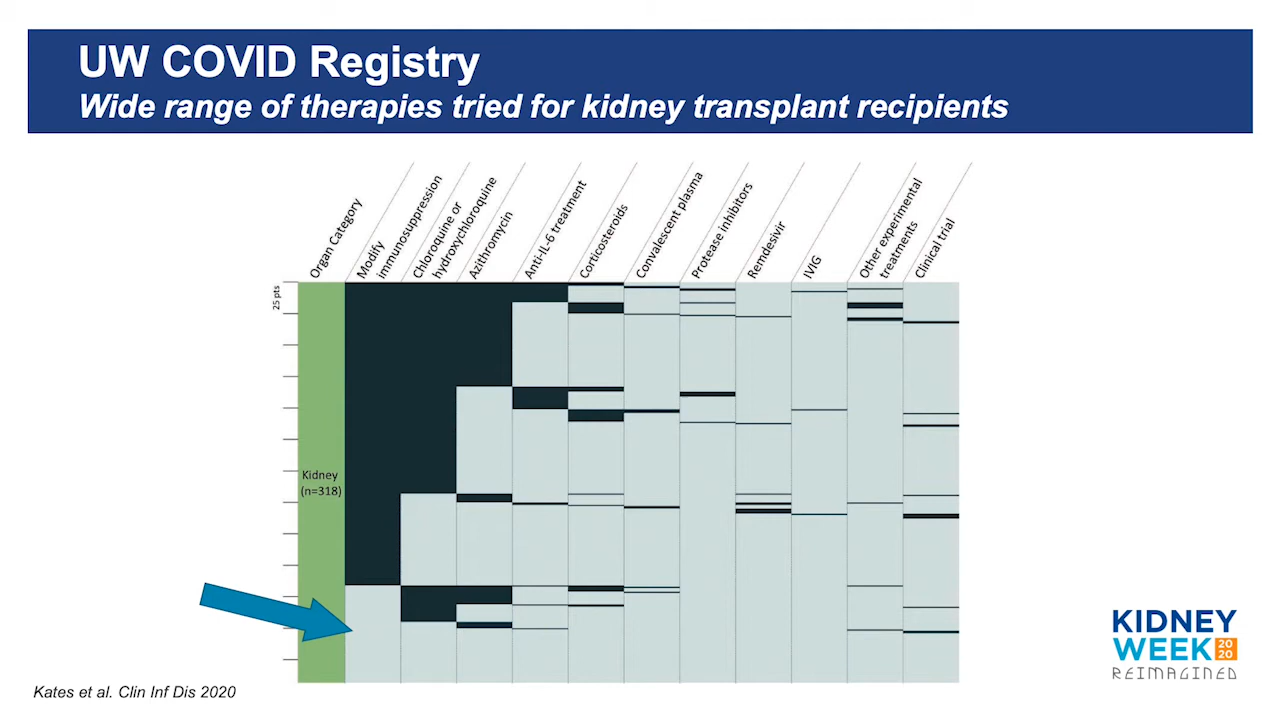 UW COVID Registry
Wide range of therapies tried for kidney transplant recipients
Organ Category
Modify
immunosuppression
Chloroquine or
hydroxychloroquine
Azithromycin
Anti-IL-6 treatment
Corticosteroids
Convalescent plasma
Protease inhibitors
Remdesivir
IVIG
Other experimental
treatments
Clinical trial
25 pts
Kidney
(n=318)
KIDNEY
WEEK 20
20
REIMAGINED
Kates et al. Clin Inf Dis 2020